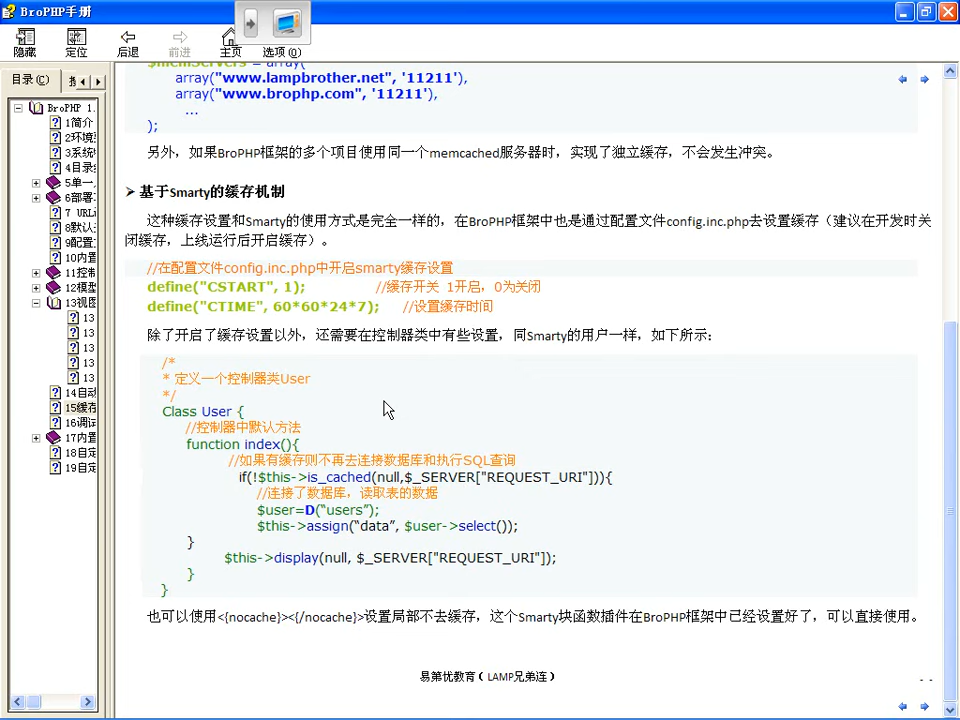 BroPHP手册
隐藏 定位 后退 前进 主页 选项(O)
目录(C)
BroPHP 1.
1简介
2环境
3系统
4目录
5单一
6部署
7 URL
8默认
9配置
10内置
11控制
12模型
13视图
13
13
13
13
13
14自动
15缓存
16调试
17内置
18自定
19自定
$memServers = array(
array("www.lampbrother.net", '11211'),
array("www.brophp.com", '11211'),
...
);
另外，如果BroPHP框架的多个项目使用同一个memcached服务器时，实现了独立缓存，不会发生冲突。
➤ 基于Smarty的缓存机制
这种缓存设置和Smarty的使用方式是完全一样的，在BroPHP框架中也是通过配置文件config.inc.php去设置缓存（建议在开发时关
闭缓存，上线运行后开启缓存）。
//在配置文件config.inc.php中开启smarty缓存设置
define("CSTART", 1); //缓存开关 1开启，0为关闭
define("CTIME", 60*60*24*7); //设置缓存时间
除了开启了缓存设置以外，还需要在控制器类中有些设置，同Smarty的用户一样，如下所示：
/*
* 定义一个控制器类User
*/
Class User {
//控制器中默认方法
function index(){
//如果有缓存则不再去连接数据库和执行SQL查询
if(!$this->is_cached(null,$_SERVER["REQUEST_URI"])){
//连接了数据库，读取表的数据
$user=D(“users”);
$this->assign(“data”, $user->select());
}
$this->display(null, $_SERVER["REQUEST_URI"]);
}
}
也可以使用<{nocache}><{/nocache}>设置局部不去缓存，这个Smarty块函数插件在BroPHP框架中已经设置好了，可以直接使用。
易第优教育（LAMP兄弟连）
- -